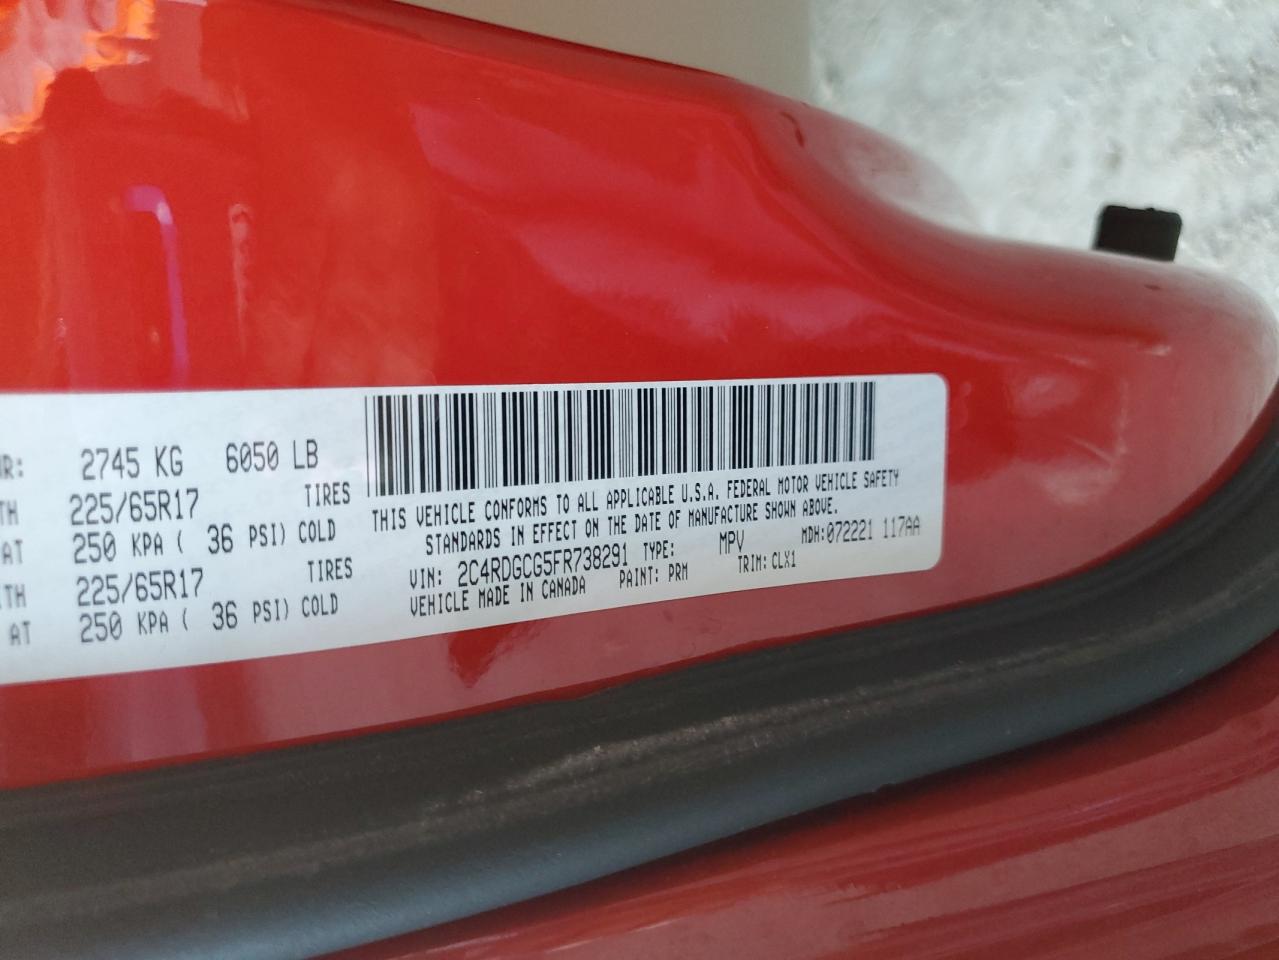 R: 2745 KG 6050 LB
TH 225/65R17 TIRES
AT 250 KPA ( 36 PSI) COLD
TH 225/65R17 TIRES
AT 250 KPA ( 36 PSI) COLD
THIS VEHICLE CONFORMS TO ALL APPLICABLE U.S.A. FEDERAL MOTOR VEHICLE SAFETY
STANDARDS IN EFFECT ON THE DATE OF MANUFACTURE SHOWN ABOVE.
VIN: 2C4RDGCG5FR738291 TYPE: MPV MDH:072221 117AA
VEHICLE MADE IN CANADA PAINT: PRM TRIM: CLX1